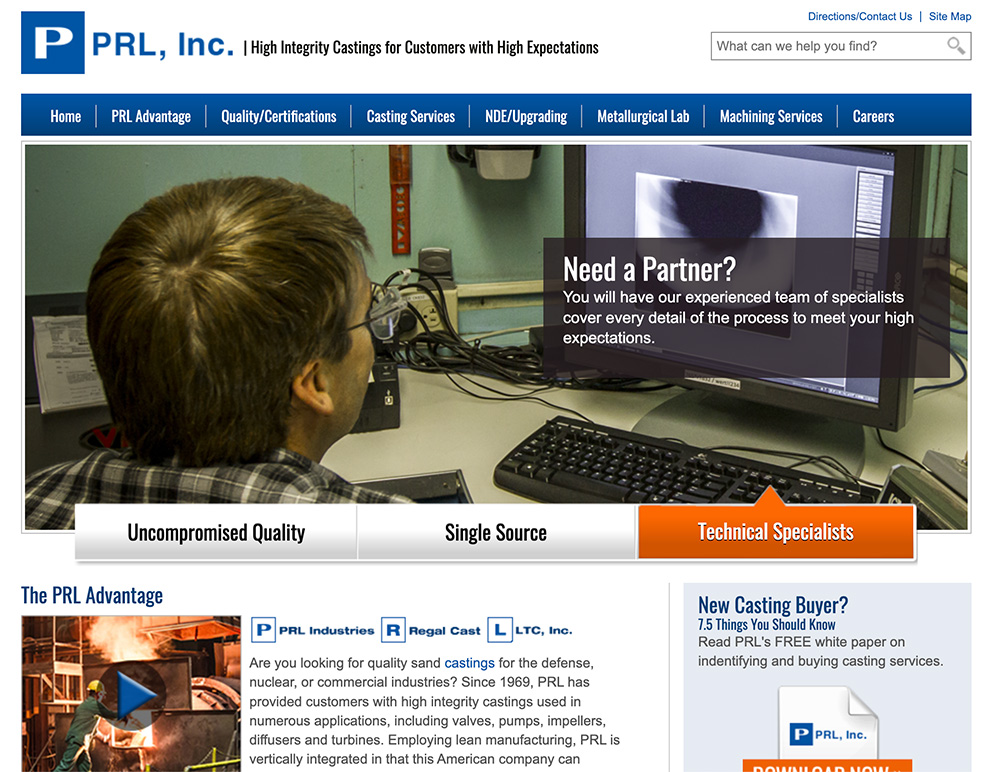 Directions/Contact Us | Site Map
P PRL, Inc. | High Integrity Castings for Customers with High Expectations
What can we help you find?
Home PRL Advantage Quality/Certifications Casting Services NDE/Upgrading Metallurgical Lab Machining Services Careers
Need a Partner?
You will have our experienced team of specialists
cover every detail of the process to meet your high
expectations.
Uncompromised Quality Single Source Technical Specialists
The PRL Advantage
P PRL Industries R Regal Cast L LTC, Inc.
Are you looking for quality sand castings for the defense,
nuclear, or commercial industries? Since 1969, PRL has
provided customers with high integrity castings used in
numerous applications, including valves, pumps, impellers,
diffusers and turbines. Employing lean manufacturing, PRL is
vertically integrated in that this American company can
New Casting Buyer?
7.5 Things You Should Know
Read PRL's FREE white paper on
indentifying and buying casting services.
P PRL, Inc.
DOWNLOAD NOW